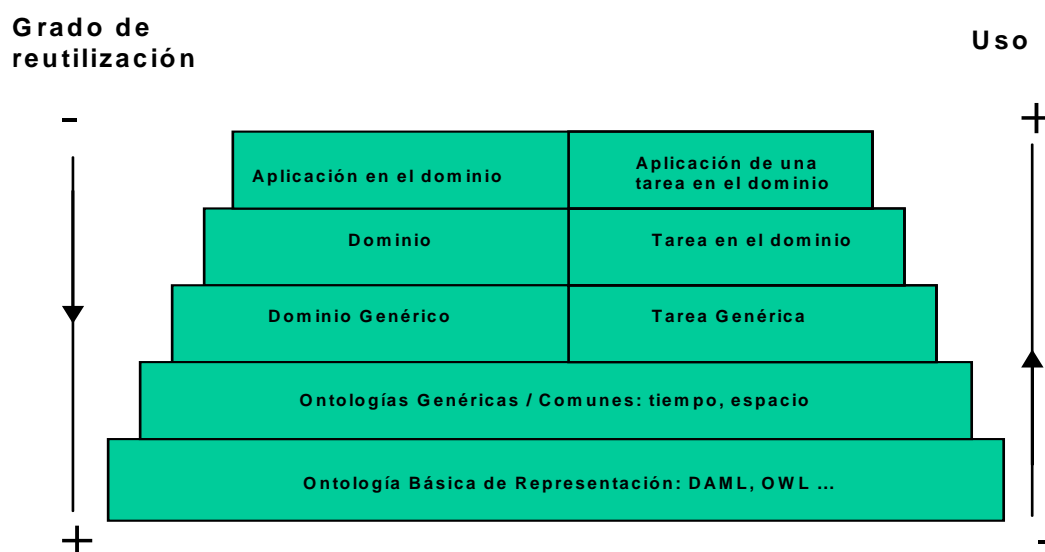 Grado de
reutilización
Uso
-
+
Aplicación en el dominio
Aplicación de una
tarea en el dominio
Dominio
Tarea en el dominio
Dominio Genérico
Tarea Genérica
Ontologías Genéricas / Comunes: tiempo, espacio
Ontología Básica de Representación: DAML, OWL ...
+
-